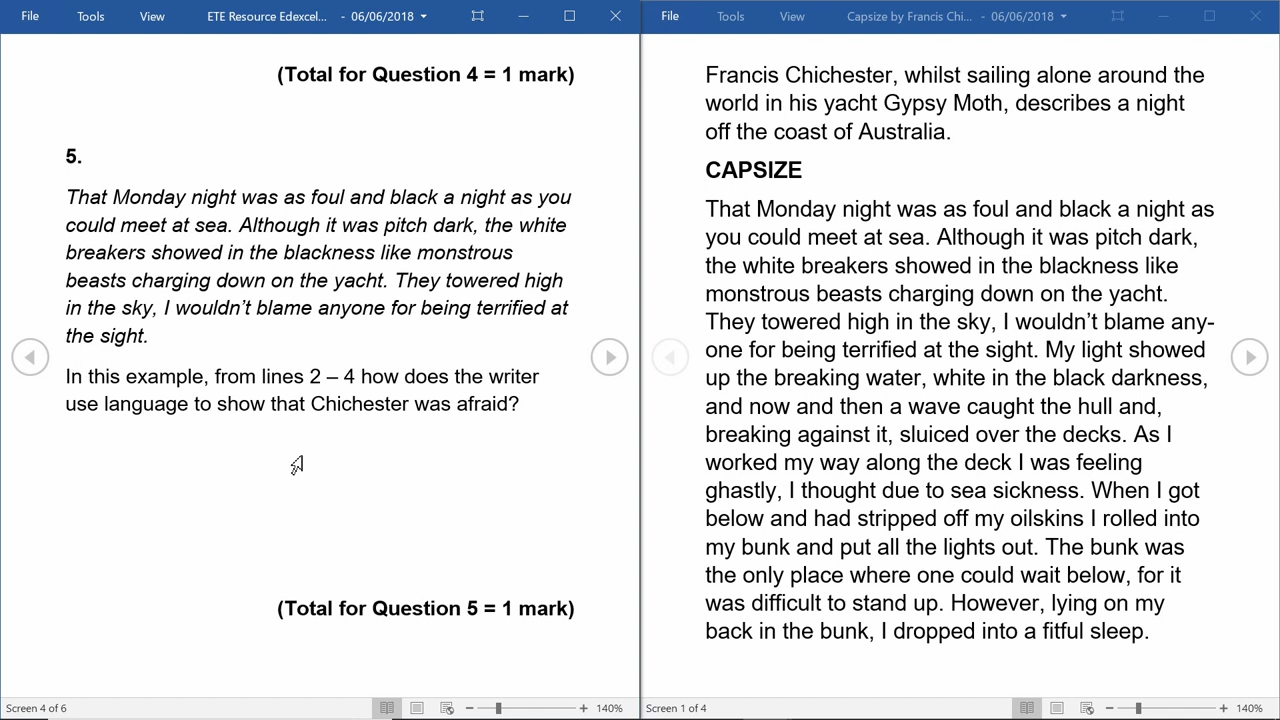 File Tools View ETE Resource Edexcel... - 06/06/2018
(Total for Question 4 = 1 mark)
5.
That Monday night was as foul and black a night as you
could meet at sea. Although it was pitch dark, the white
breakers showed in the blackness like monstrous
beasts charging down on the yacht. They towered high
in the sky, I wouldn't blame anyone for being terrified at
the sight.
In this example, from lines 2 – 4 how does the writer
use language to show that Chichester was afraid?
(Total for Question 5 = 1 mark)
Screen 4 of 6 140%
File Tools View Capsize by Francis Chi... - 06/06/2018
Francis Chichester, whilst sailing alone around the
world in his yacht Gypsy Moth, describes a night
off the coast of Australia.
CAPSIZE
That Monday night was as foul and black a night as
you could meet at sea. Although it was pitch dark,
the white breakers showed in the blackness like
monstrous beasts charging down on the yacht.
They towered high in the sky, I wouldn't blame any-
one for being terrified at the sight. My light showed
up the breaking water, white in the black darkness,
and now and then a wave caught the hull and,
breaking against it, sluiced over the decks. As I
worked my way along the deck I was feeling
ghastly, I thought due to sea sickness. When I got
below and had stripped off my oilskins I rolled into
my bunk and put all the lights out. The bunk was
the only place where one could wait below, for it
was difficult to stand up. However, lying on my
back in the bunk, I dropped into a fitful sleep.
Screen 1 of 4 140%